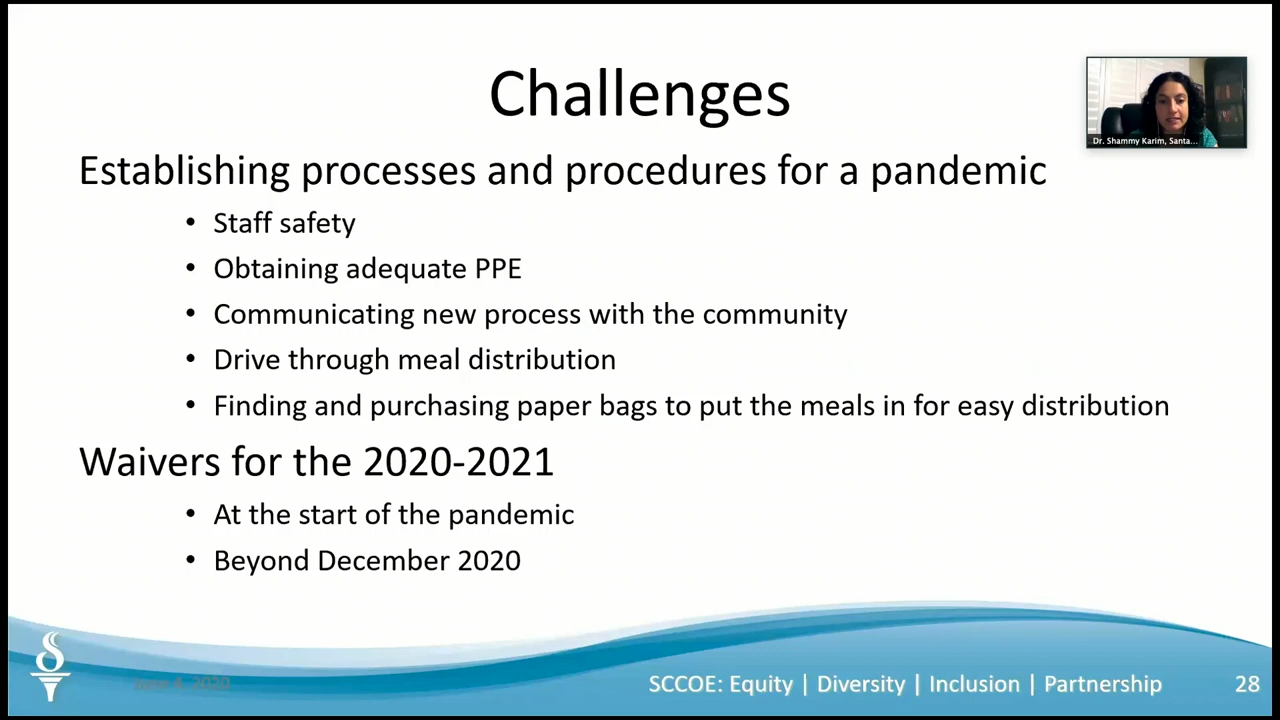 Challenges
Dr. Shammy Karim, Santa...
Establishing processes and procedures for a pandemic
• Staff safety
• Obtaining adequate PPE
• Communicating new process with the community
• Drive through meal distribution
• Finding and purchasing paper bags to put the meals in for easy distribution
Waivers for the 2020-2021
• At the start of the pandemic
• Beyond December 2020
June 4, 2020
SCCOE: Equity | Diversity | Inclusion | Partnership
28